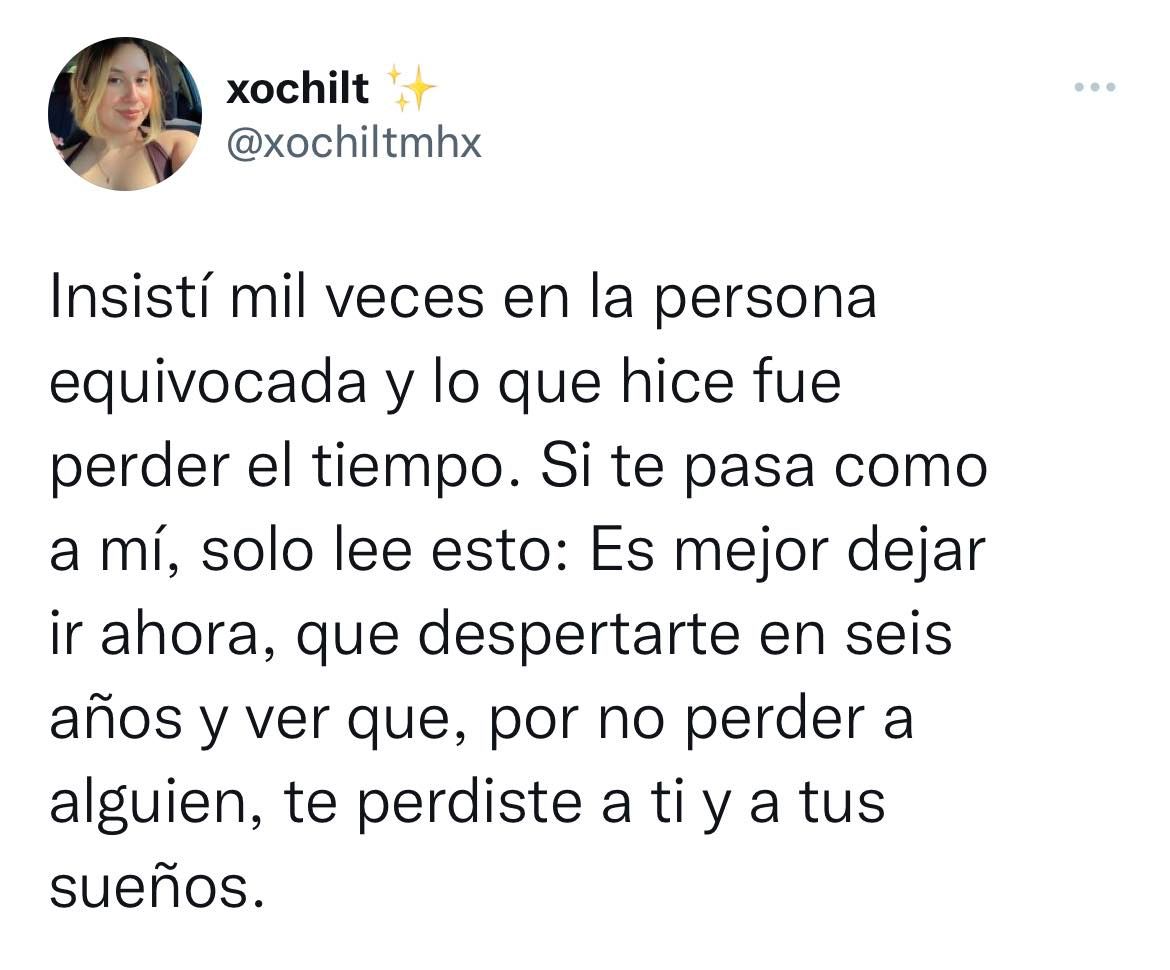 xochilt ✨
@xochiltmhx
Insistí mil veces en la persona
equivocada y lo que hice fue
perder el tiempo. Si te pasa como
a mí, solo lee esto: Es mejor dejar
ir ahora, que despertarte en seis
años y ver que, por no perder a
alguien, te perdiste a ti y a tus
sueños.